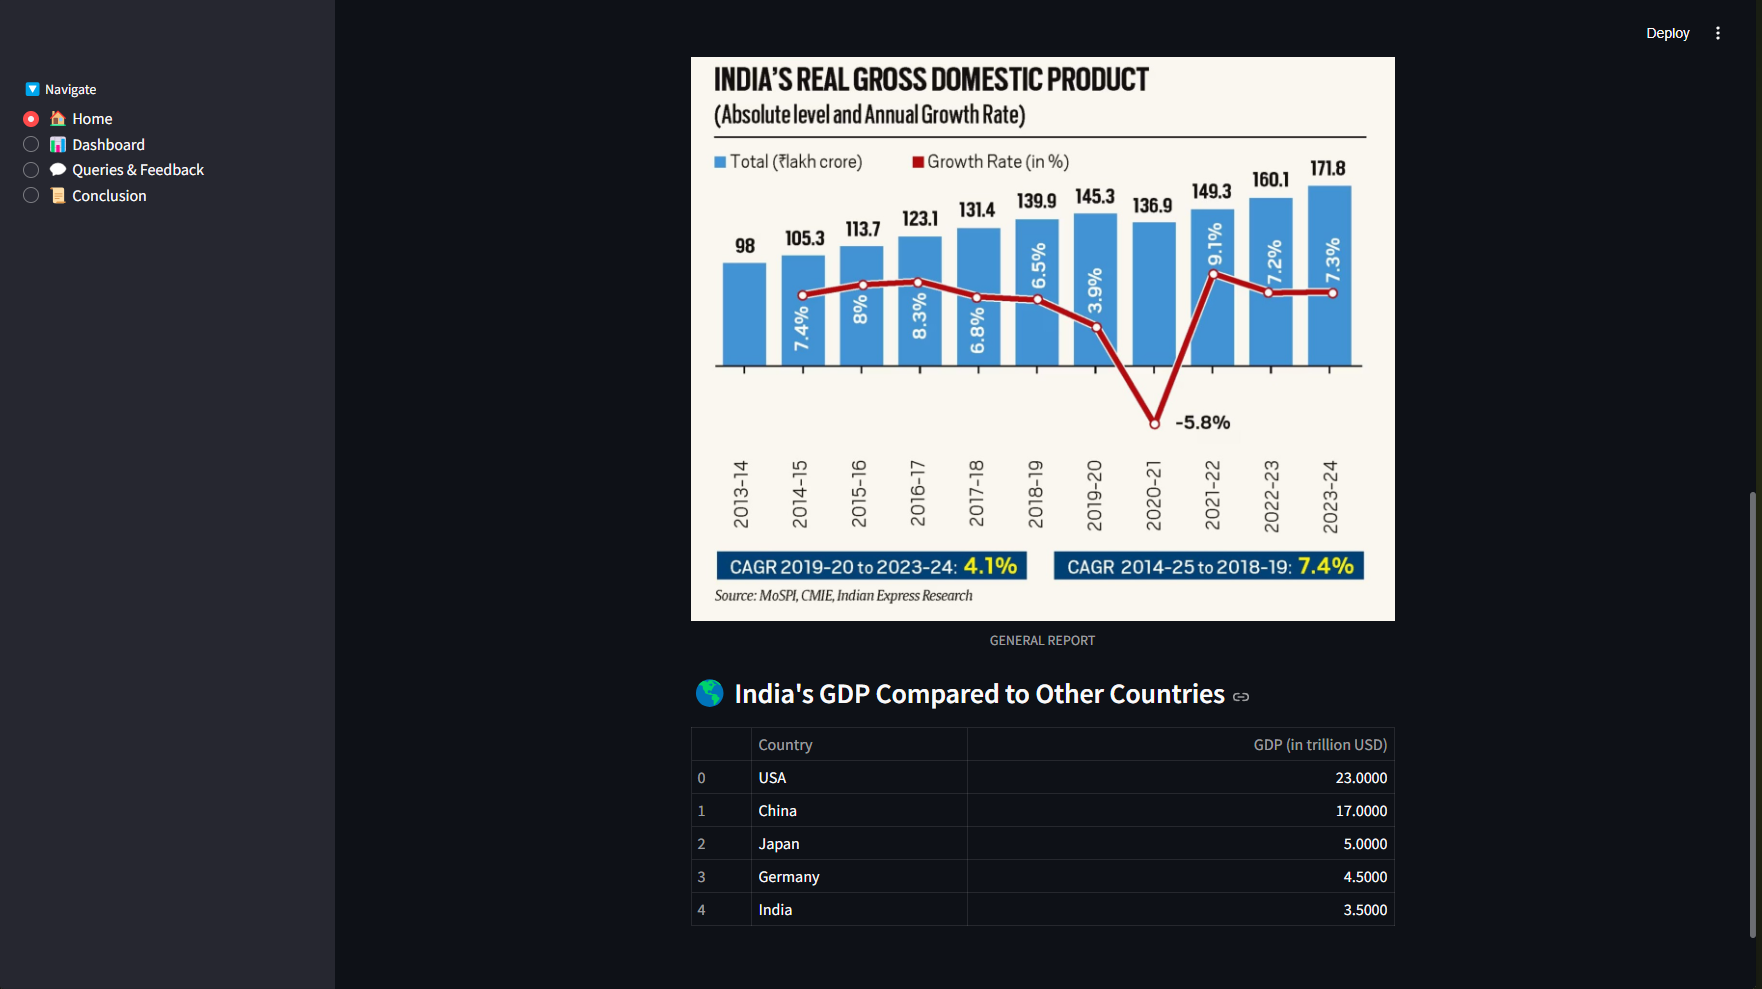 Deploy
Navigate
Home
Dashboard
Queries & Feedback
Conclusion
INDIA'S REAL GROSS DOMESTIC PRODUCT
(Absolute level and Annual Growth Rate)
Total (₹lakh crore) Growth Rate (in %)
98 105.3 113.7 123.1 131.4 139.9 145.3 136.9 149.3 160.1 171.8
7.4% 8% 8.3% 6.8% 6.5% 3.9% -5.8% 9.1% 7.2% 7.3%
2013-14 2014-15 2015-16 2016-17 2017-18 2018-19 2019-20 2020-21 2021-22 2022-23 2023-24
CAGR 2019-20 to 2023-24: 4.1% CAGR 2014-25 to 2018-19: 7.4%
Source: MoSPI, CMIE, Indian Express Research
GENERAL REPORT
India's GDP Compared to Other Countries
Country GDP (in trillion USD)
0 USA 23.0000
1 China 17.0000
2 Japan 5.0000
3 Germany 4.5000
4 India 3.5000